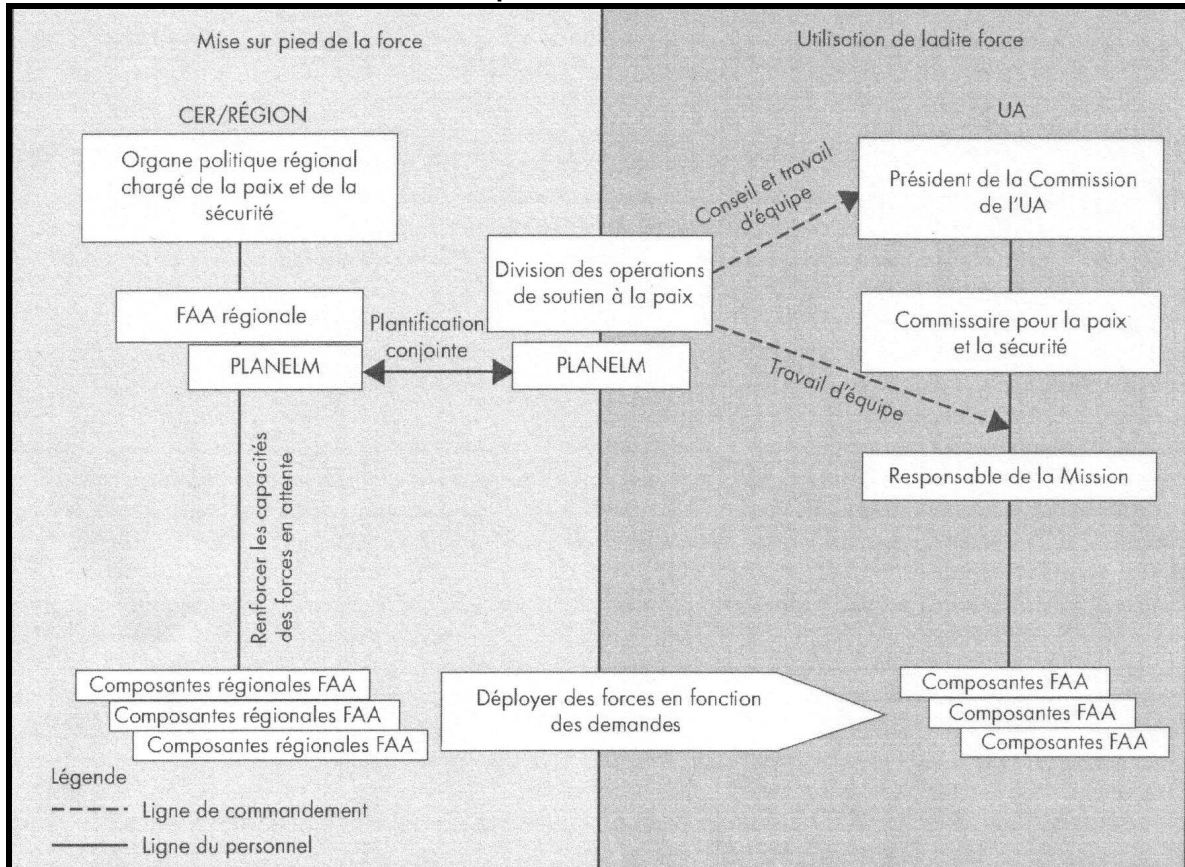 Mise sur pied de la force
Utilisation de ladite force
CER/RÉGION
UA
Organe politique régional
chargé de la paix et de la
sécurité
Président de la Commission
de l'UA
Conseil et travail
d'équipe
Division des opérations
de soutien à la paix
FAA régionale
Plantification
conjointe
Commissaire pour la paix
et la sécurité
PLANELM
PLANELM
Travail d'équipe
Responsable de la Mission
Renforcer les capacités
des forces en attente
Composantes régionales FAA
Composantes régionales FAA
Composantes régionales FAA
Déployer des forces en fonction
des demandes
Composantes FAA
Composantes FAA
Composantes FAA
Légende
Ligne de commandement
Ligne du personnel